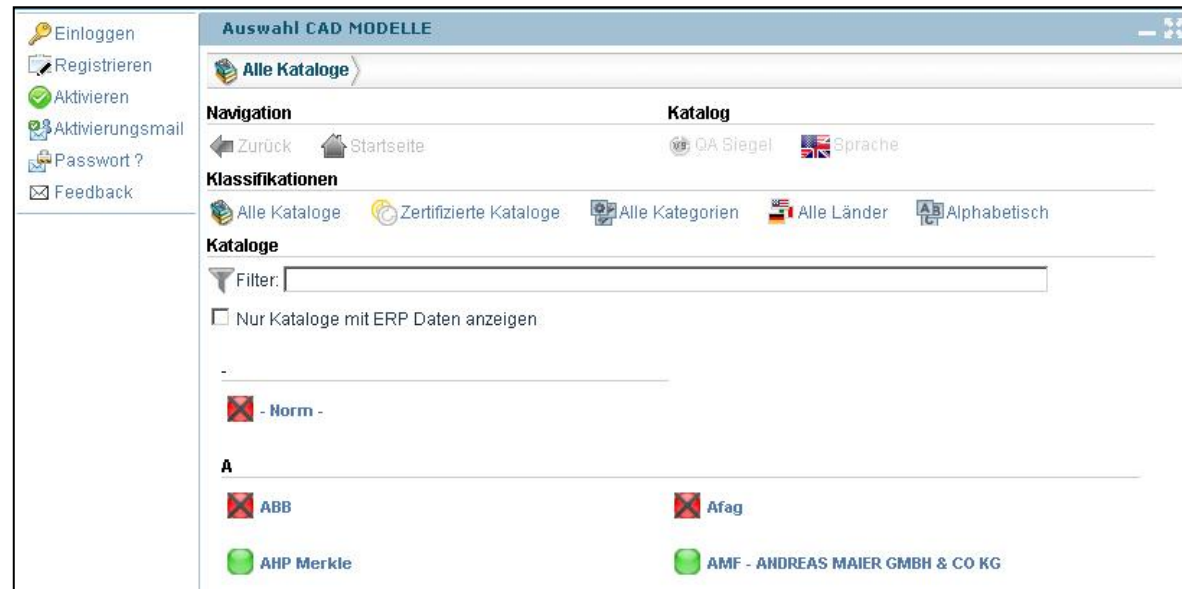 Einloggen
Registrieren
Aktivieren
Aktivierungsmail
Passwort ?
Feedback
Auswahl CAD MODELLE
Alle Kataloge
Navigation Katalog
Zurück Startseite QA Siegel Sprache
Klassifikationen
Alle Kataloge Zertifizierte Kataloge Alle Kategorien Alle Länder Alphabetisch
Kataloge
Filter:
Nur Kataloge mit ERP Daten anzeigen
-
- Norm -
A
ABB Afag
AHP Merkle AMF - ANDREAS MAIER GMBH & CO KG